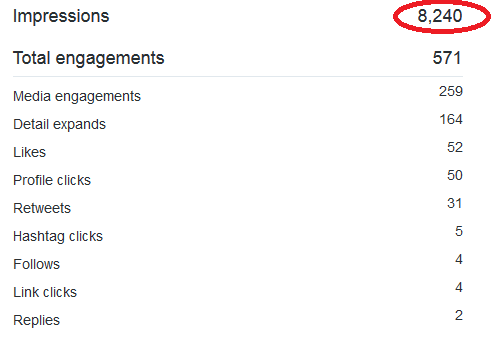 Impressions 8,240
Total engagements 571
Media engagements 259
Detail expands 164
Likes 52
Profile clicks 50
Retweets 31
Hashtag clicks 5
Follows 4
Link clicks 4
Replies 2